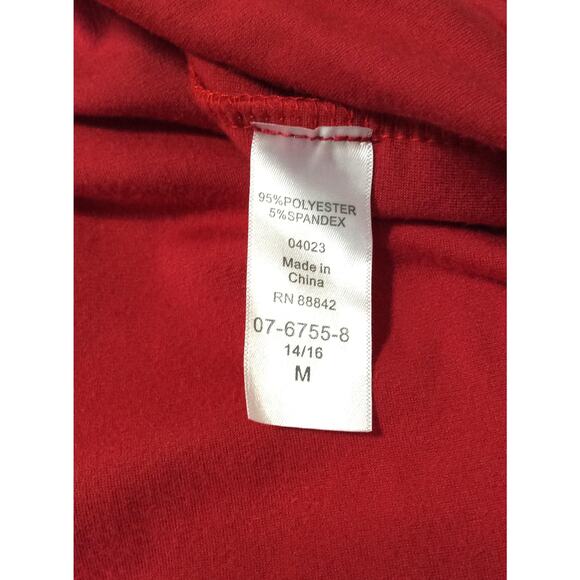 95%POLYESTER
5%SPANDEX
04023
Made in
China
RN 88842
07-6755-8
14/16
M